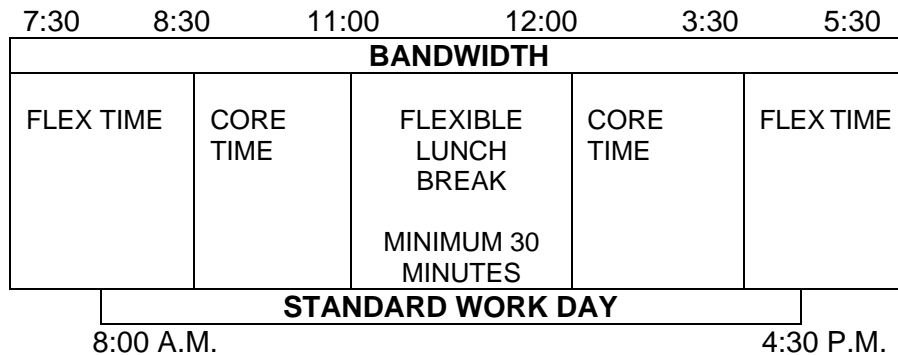 7:30 8:30 11:00 12:00 3:30 5:30
BANDWIDTH
FLEX TIME
CORE
TIME
FLEXIBLE
LUNCH
BREAK
MINIMUM 30
MINUTES
CORE
TIME
FLEX TIME
STANDARD WORK DAY
8:00 A.M. 4:30 P.M.